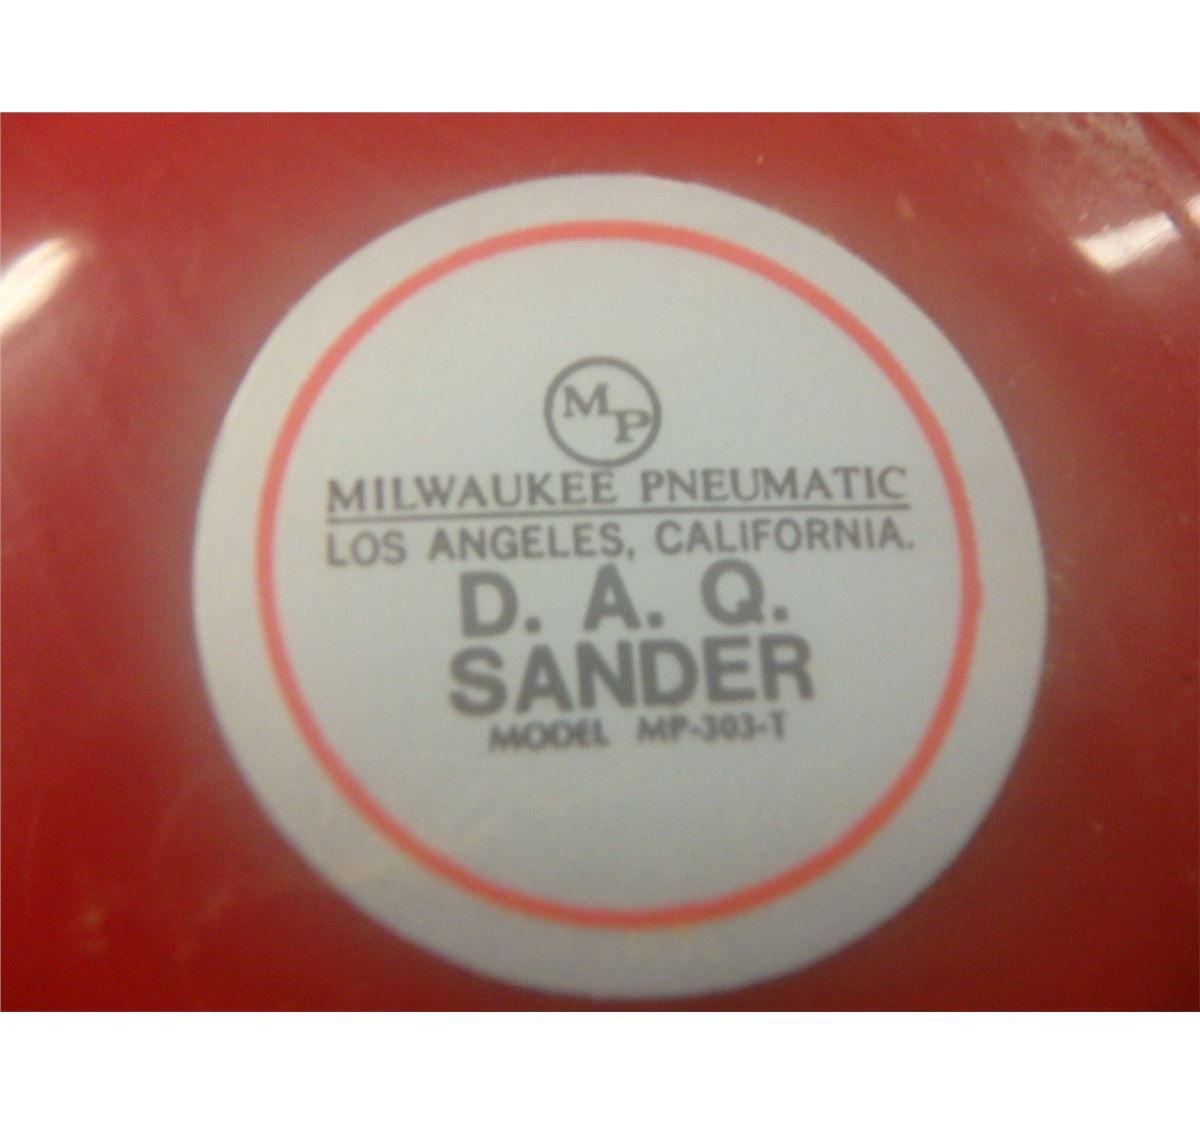 MP
MILWAUKEE PNEUMATIC
LOS ANGELES, CALIFORNIA.
D. A. Q.
SANDER
MODEL MP-303-T